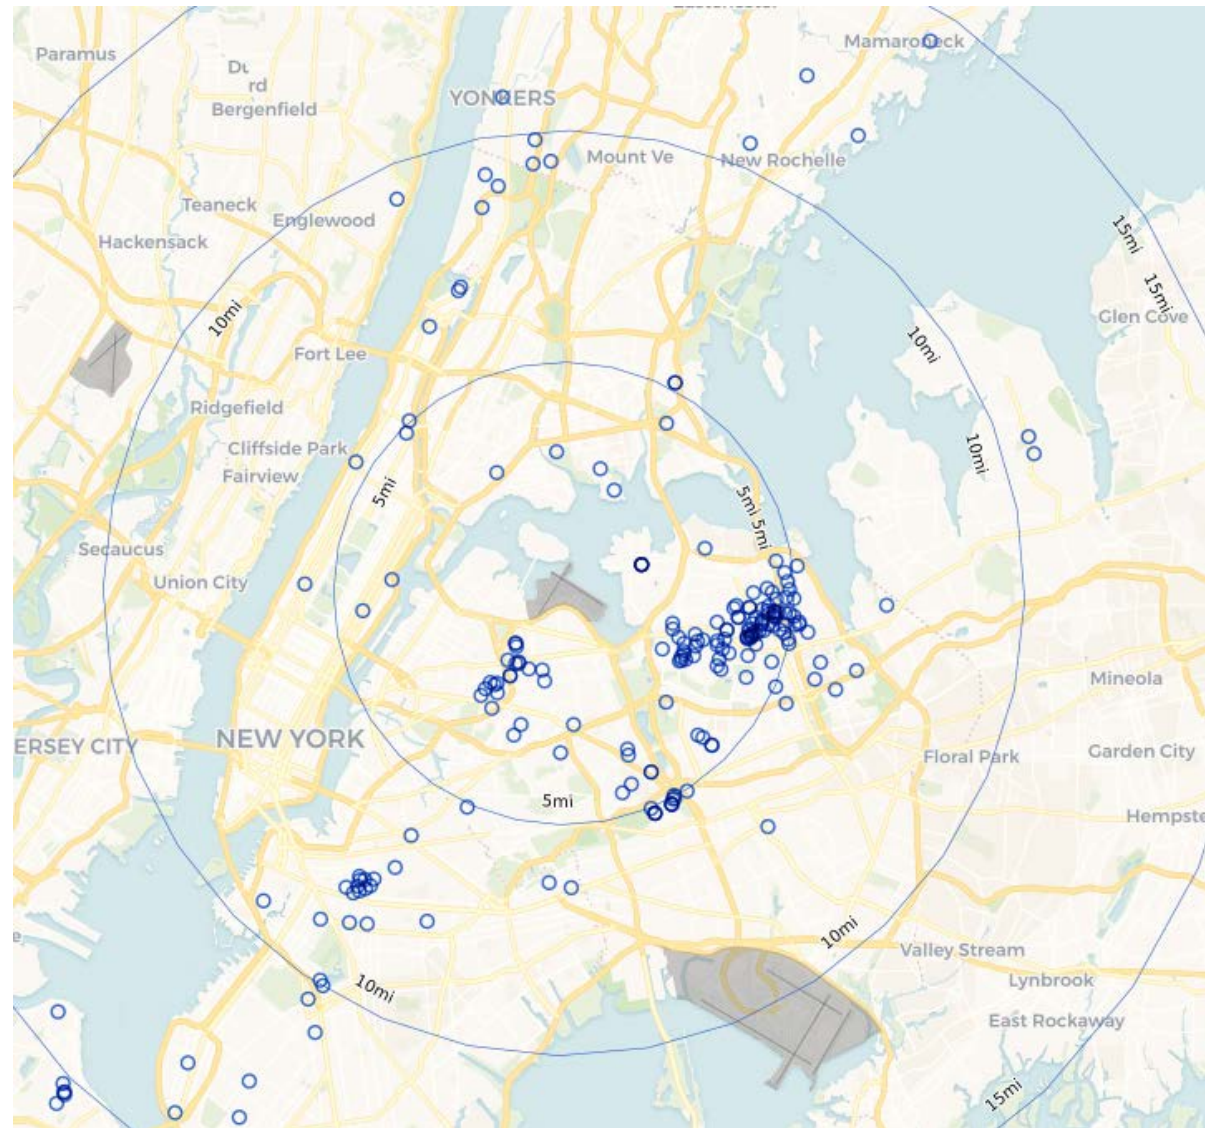 Paramus
Mamaroneck
YONKERS
Bergenfield
Mount Ve
New Rochelle
Teaneck
Englewood
Hackensack
15mi
15mi
10mi
10mi
Glen Cove
Fort Lee
Ridgefield
Cliffside Park
10mi
Fairview
5mi
5mi
5mi
Secaucus
Union City
Mineola
ERSEY CITY
NEW YORK
Floral Park
Garden City
5mi
Hempste
10mi
Valley Stream
10mi
Lynbrook
East Rockaway
15mi